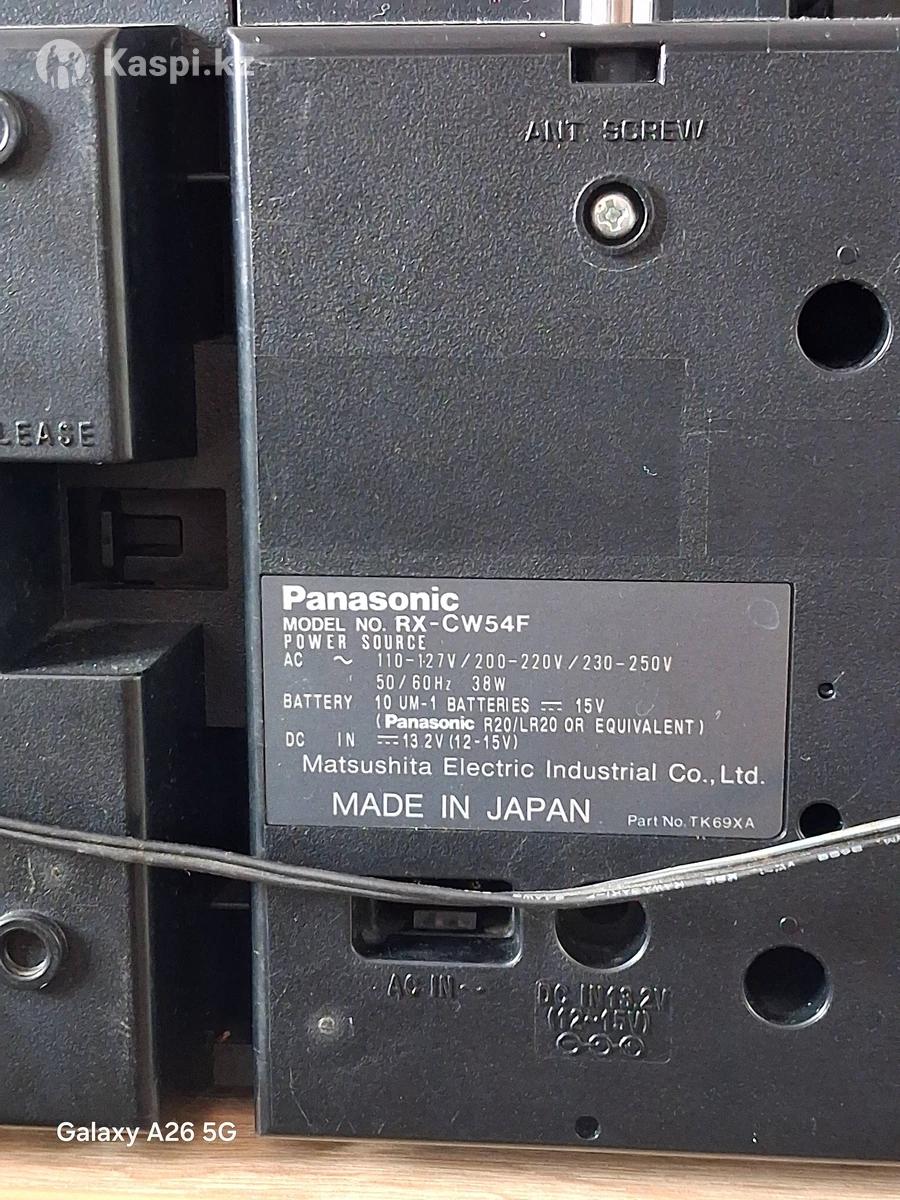 Kaspi.kz
ANT SCREW
LEASE
Panasonic
MODEL NO. RX-CW54F
POWER SOURCE
AC ~ 110-127V/200-220V/230-250V
50/60Hz 38W
BATTERY 10 UM-1 BATTERIES ⎓ 15V
(Panasonic R20/LR20 OR EQUIVALENT)
DC IN ⎓ 13.2V (12-15V)
Matsushita Electric Industrial Co., Ltd.
MADE IN JAPAN Part No. TK69XA
AC IN~
DC IN 13.2V
(12-15V)
Galaxy A26 5G